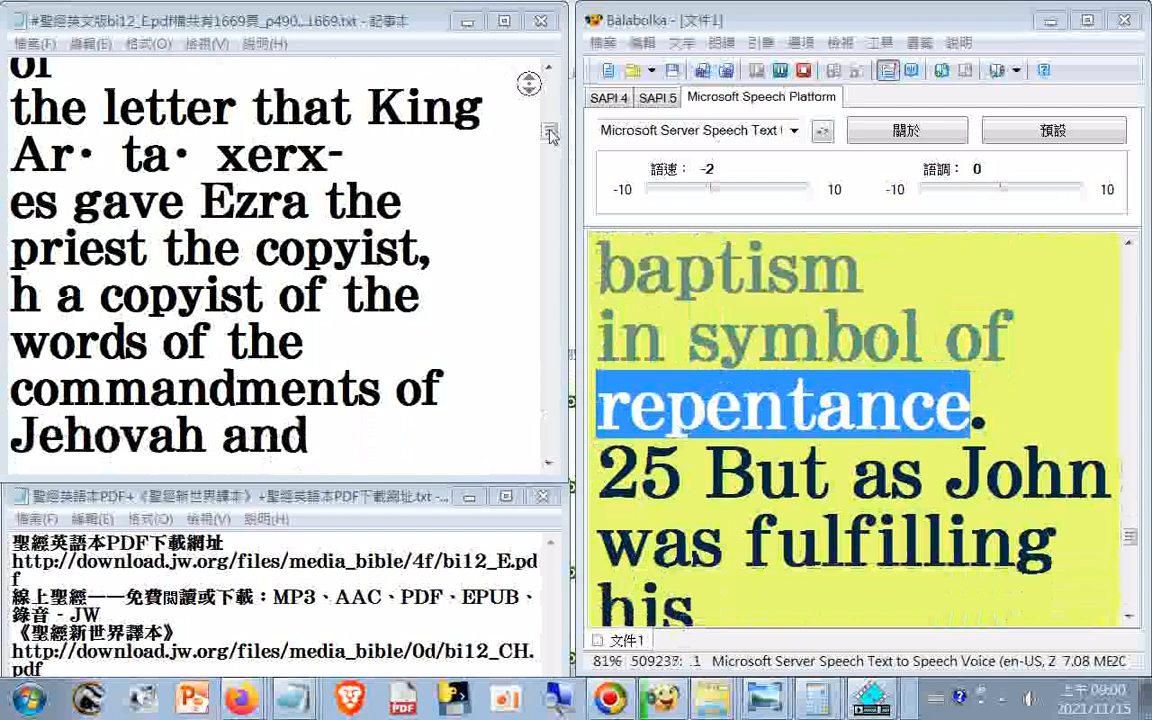 #聖經英文版bi12_E.pdf檔共有1669頁_p490...1669.txt - 記事本
檔案(F) 編輯(E) 格式(O) 檢視(V) 說明(H)
of
the letter that King
Ar· ta· xerx-
es gave Ezra the
priest the copyist,
h a copyist of the
words of the
commandments of
Jehovah and
聖經英語本PDF+《聖經新世界譯本》+聖經英語本PDF下載網址.txt - ...
檔案(F) 編輯(E) 格式(O) 檢視(V) 說明(H)
聖經英語本PDF下載網址
http://download.jw.org/files/media_bible/4f/bi12_E.pd
f
線上聖經——免費閱讀或下載：MP3、AAC、PDF、EPUB、
錄音 - JW
《聖經新世界譯本》
http://download.jw.org/files/media_bible/0d/bi12_CH.
pdf
Balabolka - [文件1]
檔案 編輯 文字 朗讀 引擎 選項 檢視 工具 書籤 說明
SAPI 4 SAPI 5 Microsoft Speech Platform
Microsoft Server Speech Text 關於 預設
語速： -2 語調： 0
-10 10 -10 10
baptism
in symbol of
repentance.
25 But as John
was fulfilling
his
文件1
81% 509237: .1 Microsoft Server Speech Text to Speech Voice (en-US, Z 7.08 ME
上午 09:00
2021/11/15